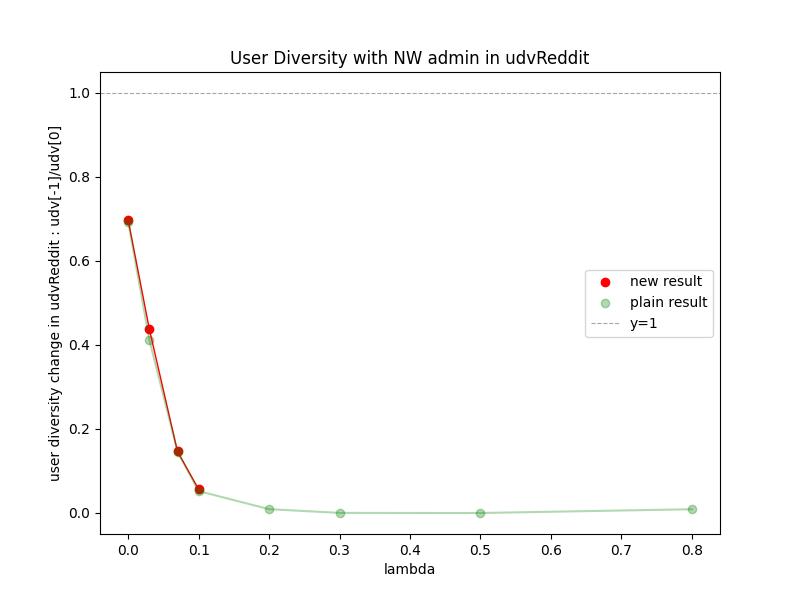 User Diversity with NW admin in udvReddit
user diversity change in udvReddit : udv[-1]/udv[0]
1.0
0.8
0.6
0.4
0.2
0.0
new result
plain result
y=1
0.0 0.1 0.2 0.3 0.4 0.5 0.6 0.7 0.8
lambda